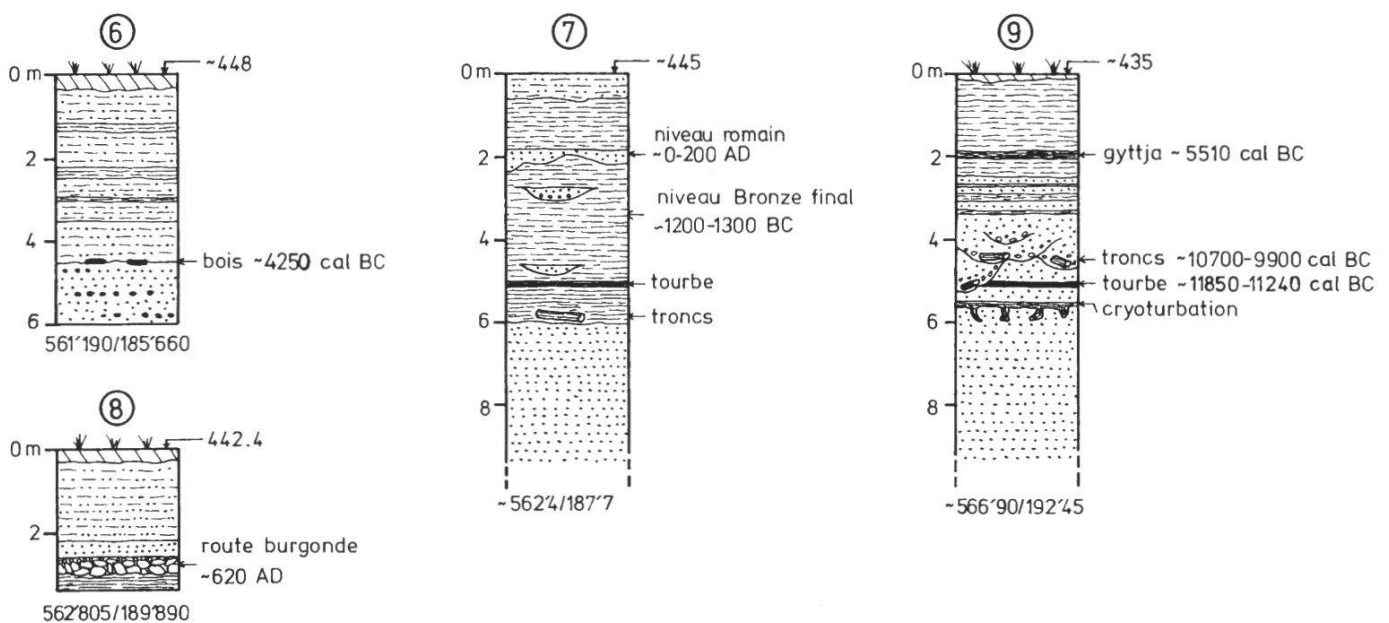 6
~448
0 m
2
4
bois ~4250 cal BC
6
561'190/185'660
8
442.4
0 m
2
route burgonde
~620 AD
562'805/189'890
7
~445
0 m
niveau romain
~0-200 AD
2
niveau Bronze final
~1200-1300 BC
4
tourbe
troncs
6
8
~562'4/187'7
9
~435
0 m
2
gyttja ~5510 cal BC
4
troncs ~10700-9900 cal BC
tourbe ~11850-11240 cal BC
cryoturbation
6
8
~566'90/192'45